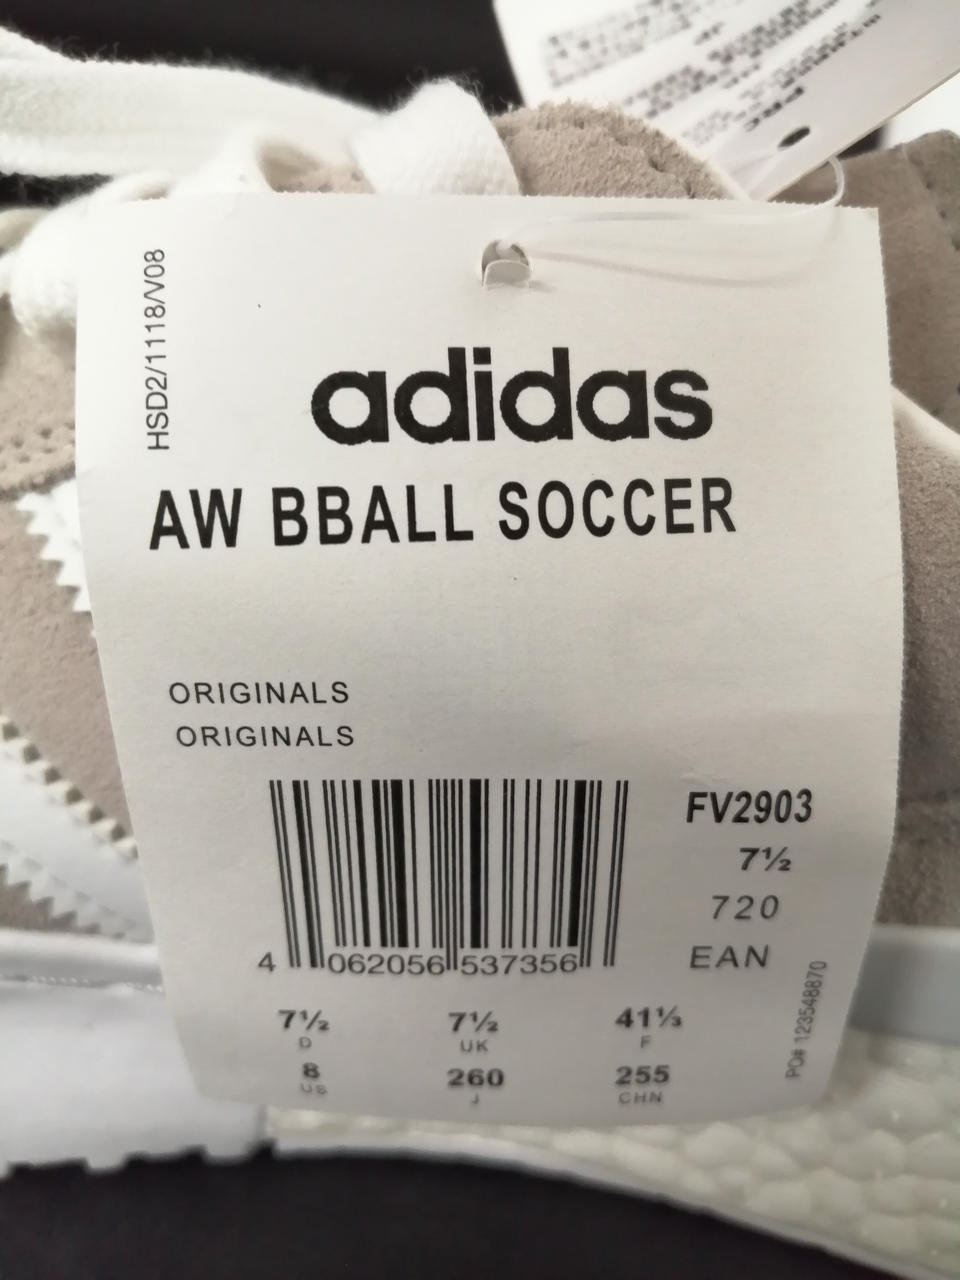 PRC
HSD2/1118/V08
adidas
AW BBALL SOCCER
ORIGINALS
ORIGINALS
FV2903
7½
720
EAN
4 062056 537356
PO# 123548870
7½ 7½ 41⅓
D UK F
8 260 255
US J CHN